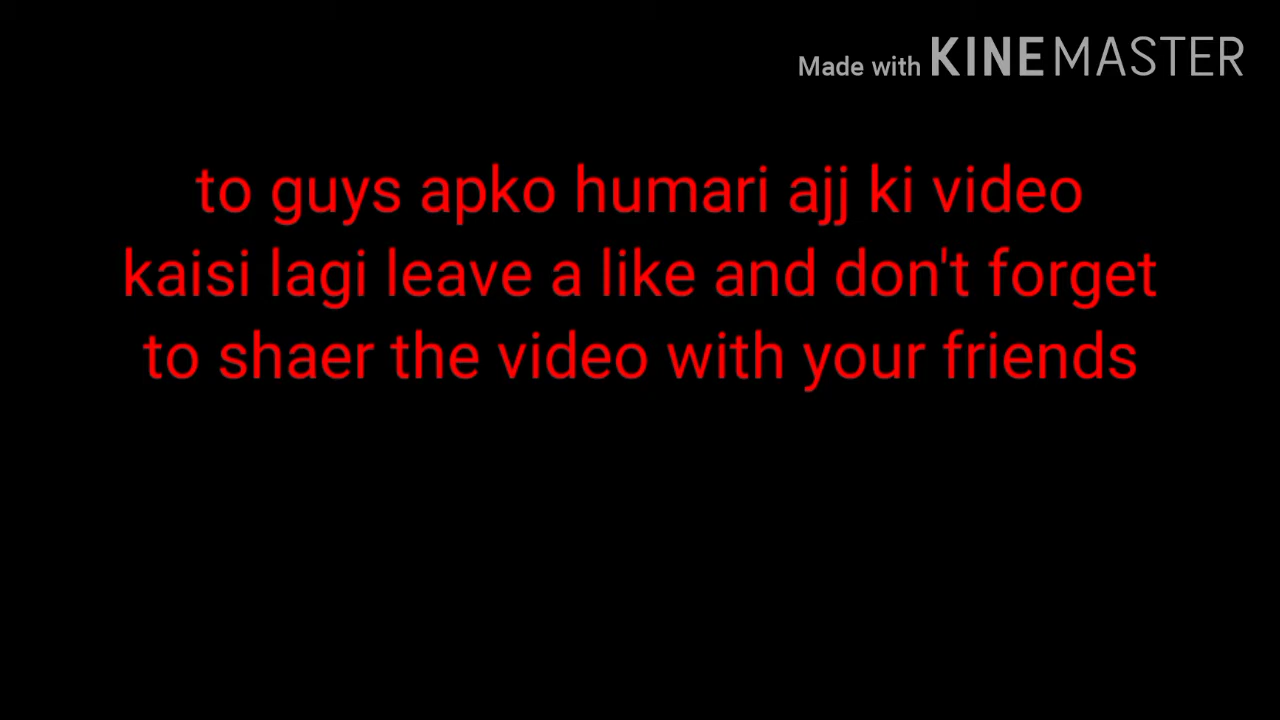 Made with KINEMASTER
to guys apko humari ajj ki video
kaisi lagi leave a like and don't forget
to shaer the video with your friends